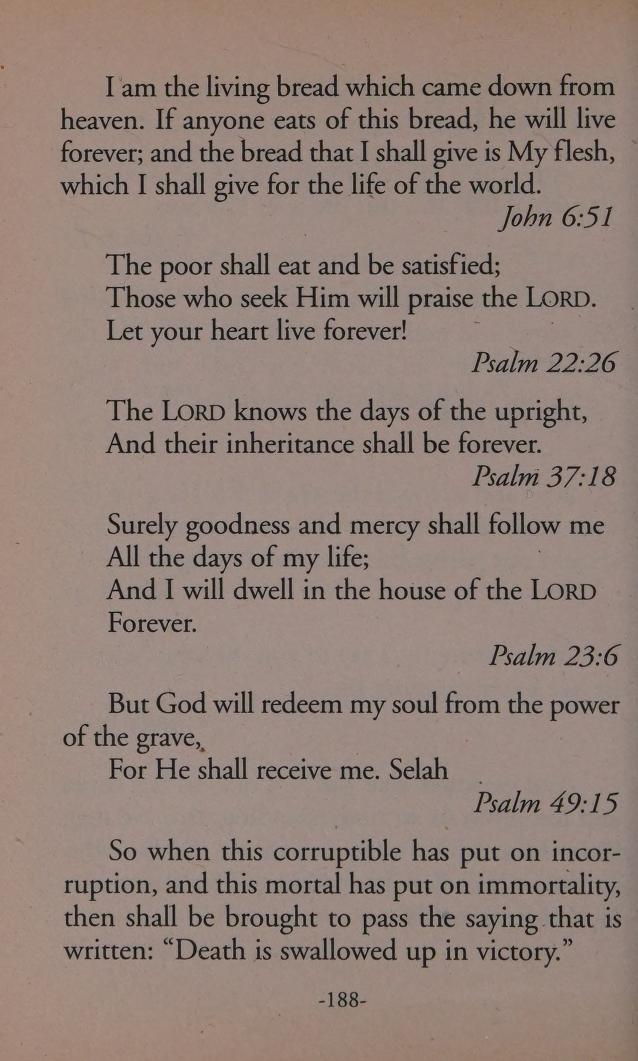 I am the living bread which came down from
heaven. If anyone eats of this bread, he will live
forever; and the bread that I shall give is My flesh,
which I shall give for the life of the world.
John 6:51
The poor shall eat and be satisfied;
Those who seek Him will praise the LORD.
Let your heart live forever!
Psalm 22:26
The LORD knows the days of the upright,
And their inheritance shall be forever.
Psalm 37:18
Surely goodness and mercy shall follow me
All the days of my life;
And I will dwell in the house of the LORD
Forever.
Psalm 23:6
But God will redeem my soul from the power
of the grave,
For He shall receive me. Selah
Psalm 49:15
So when this corruptible has put on incor-
ruption, and this mortal has put on immortality,
then shall be brought to pass the saying that is
written: “Death is swallowed up in victory.”
-188-